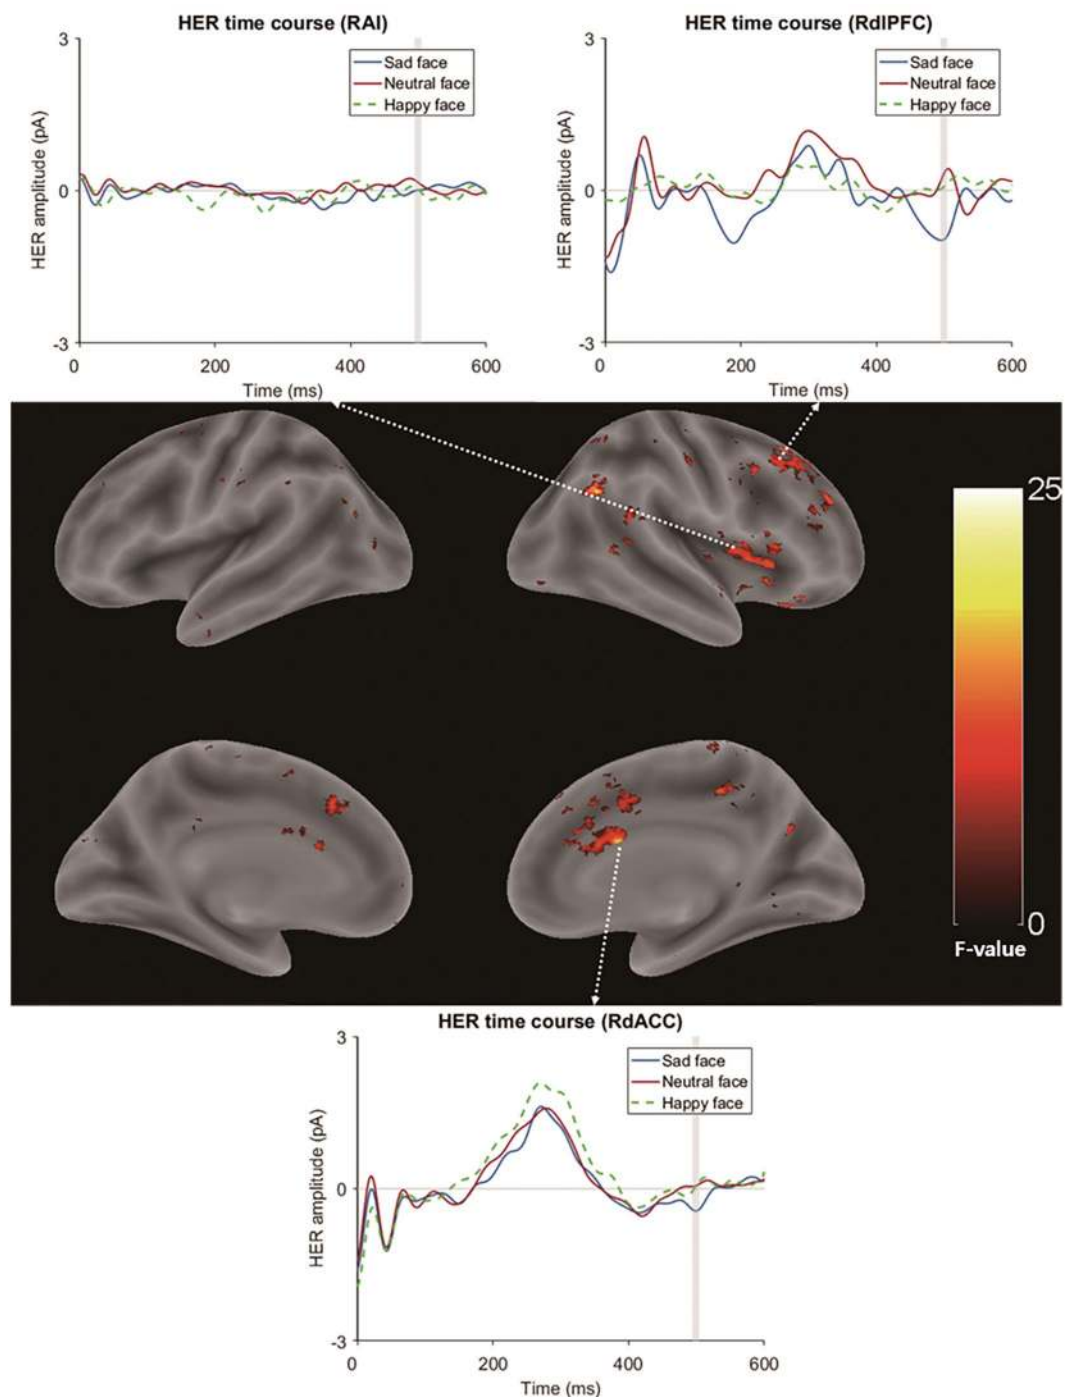 HER time course (RAI)
3
0
-3
HER amplitude (pA)
Sad face
Neutral face
Happy face
0
200
400
600
Time (ms)
HER time course (RdlPFC)
3
0
-3
HER amplitude (pA)
Sad face
Neutral face
Happy face
0
200
400
600
Time (ms)
25
0
F-value
HER time course (RdACC)
3
0
-3
HER amplitude (pA)
Sad face
Neutral face
Happy face
0
200
400
600
Time (ms)